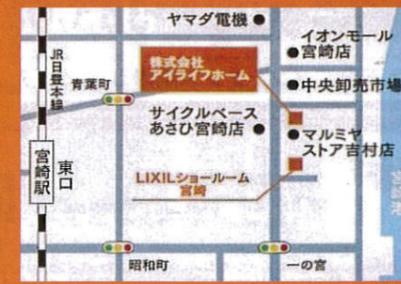 ヤマダ電機
イオンモール
宮崎店
株式会社
アイライフホーム
JR日豊本線
青葉町
中央卸売市場
サイクルベース
あさひ宮崎店
マルミヤ
ストア吉村店
宮崎駅
東口
LIXILショールーム
宮崎
宮崎港
昭和町
一の宮